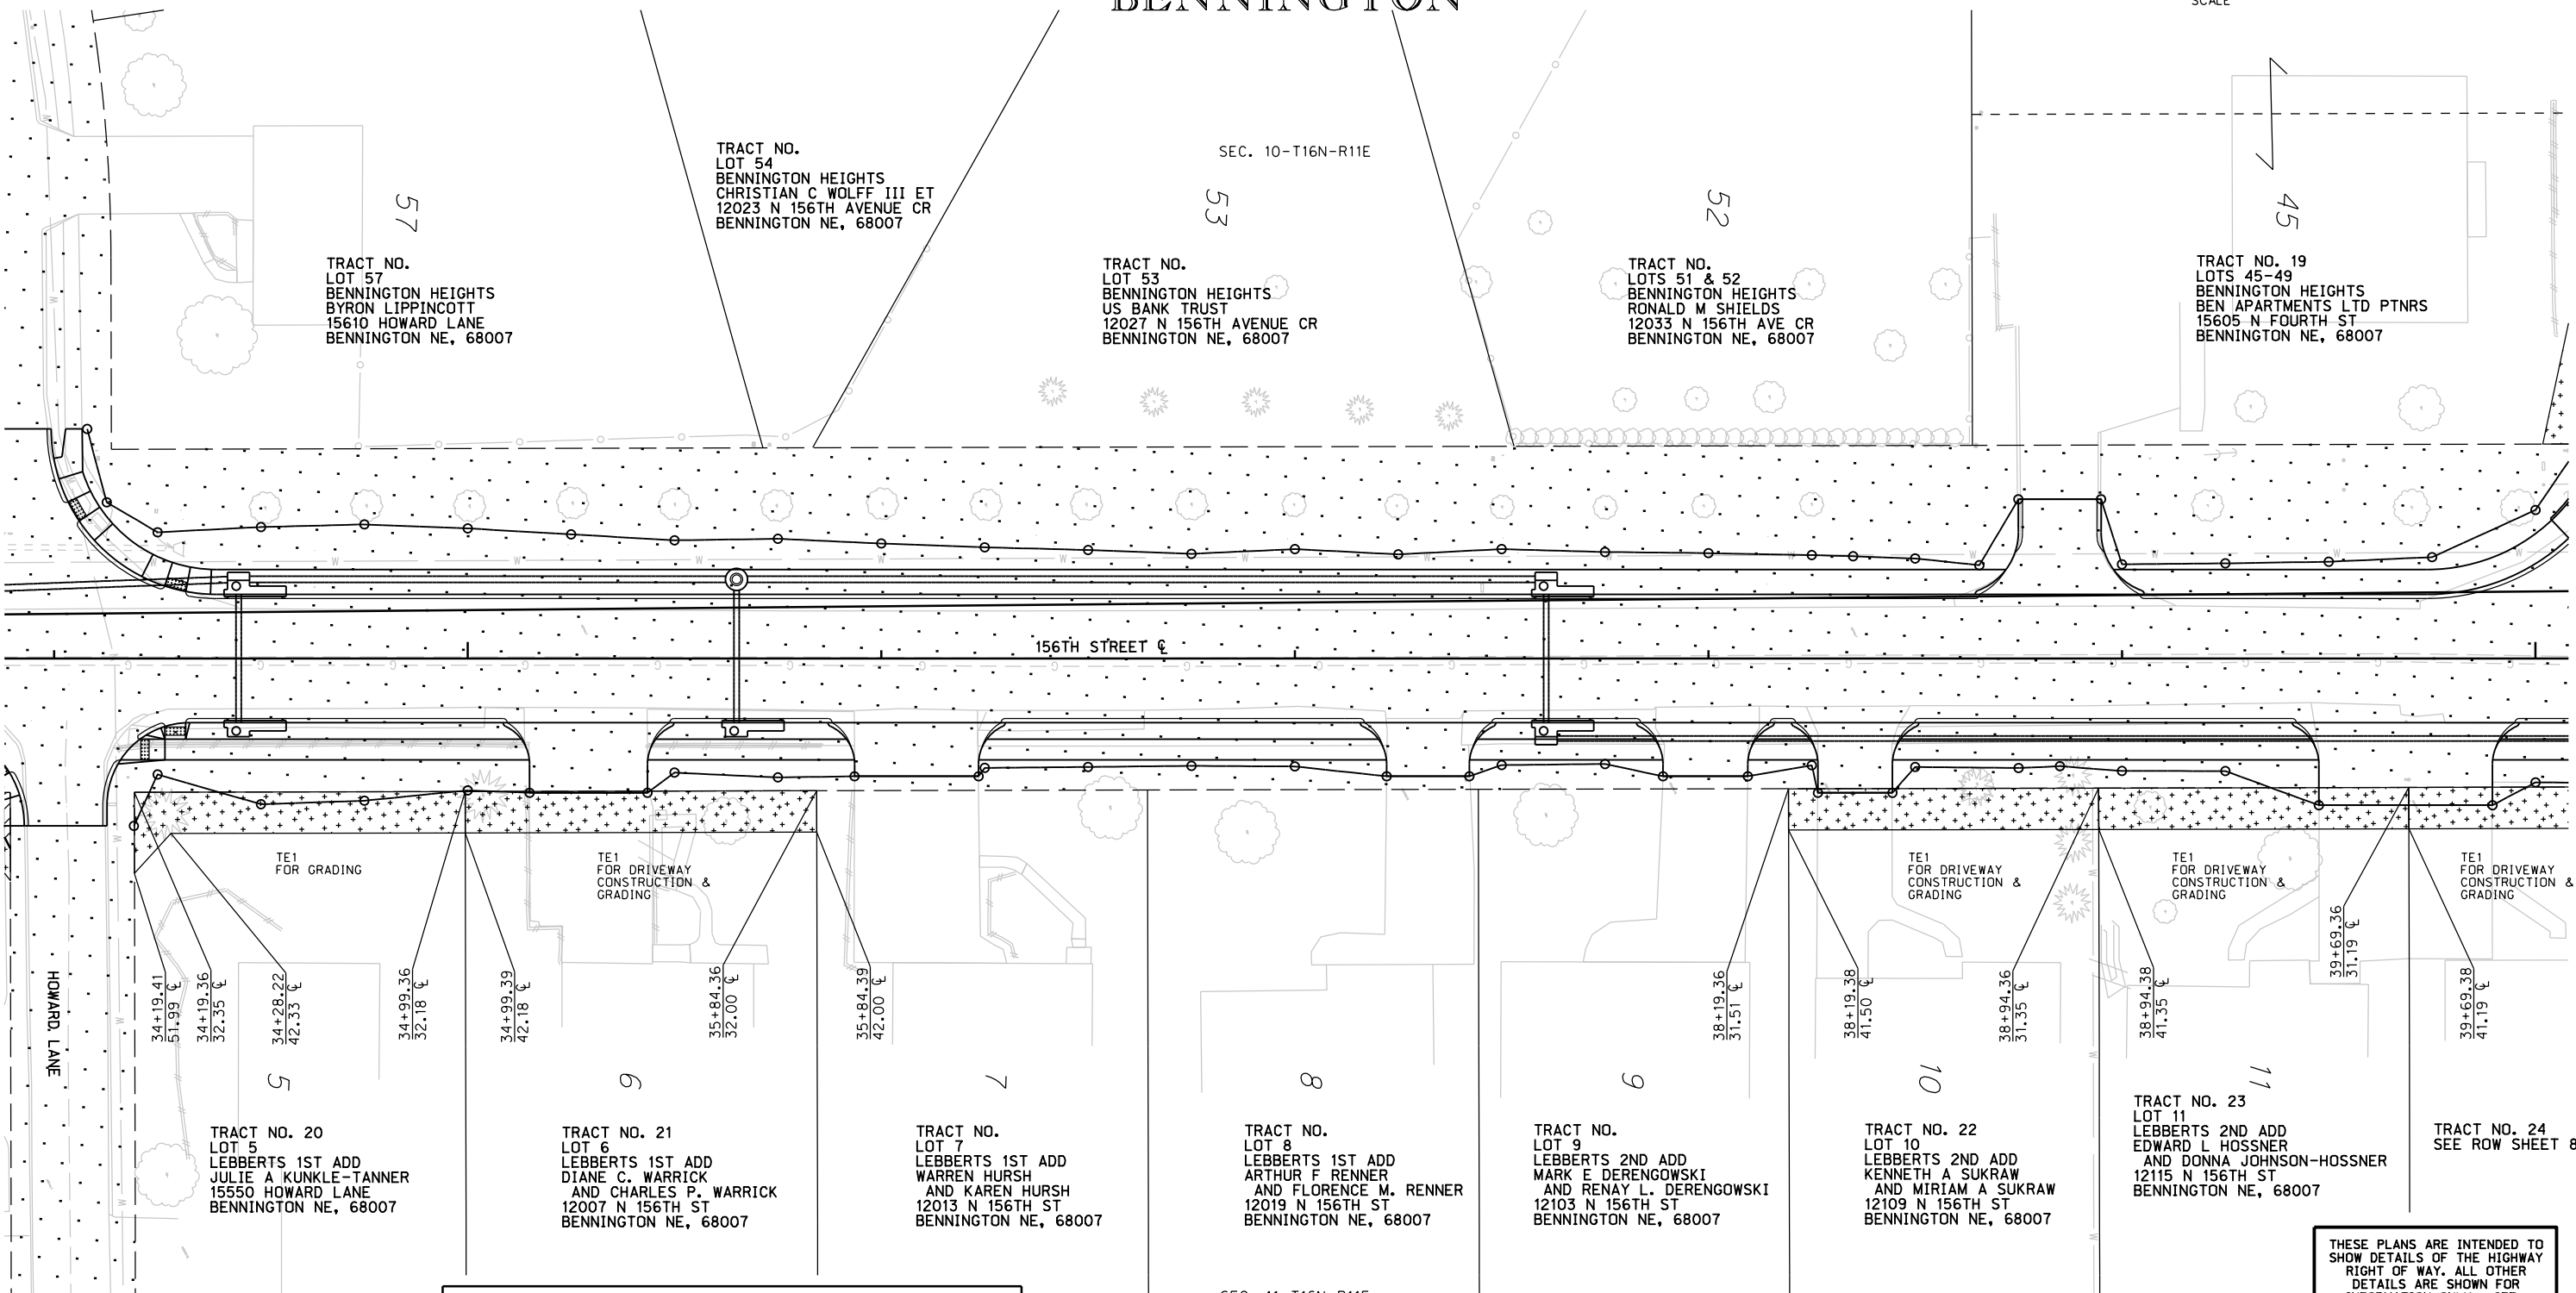 BENNINGTON
SCALE
SEC. 10-T16N-R11E
57
TRACT NO.
LOT 57
BENNINGTON HEIGHTS
BYRON LIPPINCOTT
15610 HOWARD LANE
BENNINGTON NE, 68007
TRACT NO.
LOT 54
BENNINGTON HEIGHTS
CHRISTIAN C WOLFF III ET
12023 N 156TH AVENUE CR
BENNINGTON NE, 68007
53
TRACT NO.
LOT 53
BENNINGTON HEIGHTS
US BANK TRUST
12027 N 156TH AVENUE CR
BENNINGTON NE, 68007
52
TRACT NO.
LOTS 51 & 52
BENNINGTON HEIGHTS
RONALD M SHIELDS
12033 N 156TH AVE CR
BENNINGTON NE, 68007
45
TRACT NO. 19
LOTS 45-49
BENNINGTON HEIGHTS
BEN APARTMENTS LTD PTNRS
15605 N FOURTH ST
BENNINGTON NE, 68007
156TH STREET ℄
TE1
FOR GRADING
TE1
FOR DRIVEWAY
CONSTRUCTION &
GRADING
TE1
FOR DRIVEWAY
CONSTRUCTION &
GRADING
TE1
FOR DRIVEWAY
CONSTRUCTION &
GRADING
TE1
FOR DRIVEWAY
CONSTRUCTION &
GRADING
HOWARD LANE
34+19.41
51.99 ℄
34+19.36
32.35 ℄
34+28.22
42.33 ℄
34+99.36
32.18 ℄
34+99.39
42.18 ℄
35+84.36
32.00 ℄
35+84.39
42.00 ℄
38+19.36
31.51 ℄
38+19.38
41.50 ℄
38+94.36
31.35 ℄
38+94.38
41.35 ℄
39+69.36
31.19 ℄
39+69.38
41.19 ℄
5
TRACT NO. 20
LOT 5
LEBBERTS 1ST ADD
JULIE A KUNKLE-TANNER
15550 HOWARD LANE
BENNINGTON NE, 68007
6
TRACT NO. 21
LOT 6
LEBBERTS 1ST ADD
DIANE C. WARRICK
AND CHARLES P. WARRICK
12007 N 156TH ST
BENNINGTON NE, 68007
7
TRACT NO.
LOT 7
LEBBERTS 1ST ADD
WARREN HURSH
AND KAREN HURSH
12013 N 156TH ST
BENNINGTON NE, 68007
8
TRACT NO.
LOT 8
LEBBERTS 1ST ADD
ARTHUR F RENNER
AND FLORENCE M. RENNER
12019 N 156TH ST
BENNINGTON NE, 68007
9
TRACT NO.
LOT 9
LEBBERTS 2ND ADD
MARK E DERENGOWSKI
AND RENAY L. DERENGOWSKI
12103 N 156TH ST
BENNINGTON NE, 68007
10
TRACT NO. 22
LOT 10
LEBBERTS 2ND ADD
KENNETH A SUKRAW
AND MIRIAM A SUKRAW
12109 N 156TH ST
BENNINGTON NE, 68007
11
TRACT NO. 23
LOT 11
LEBBERTS 2ND ADD
EDWARD L HOSSNER
AND DONNA JOHNSON-HOSSNER
12115 N 156TH ST
BENNINGTON NE, 68007
TRACT NO. 24
SEE ROW SHEET 8
THESE PLANS ARE INTENDED TO
SHOW DETAILS OF THE HIGHWAY
RIGHT OF WAY. ALL OTHER
DETAILS ARE SHOWN FOR